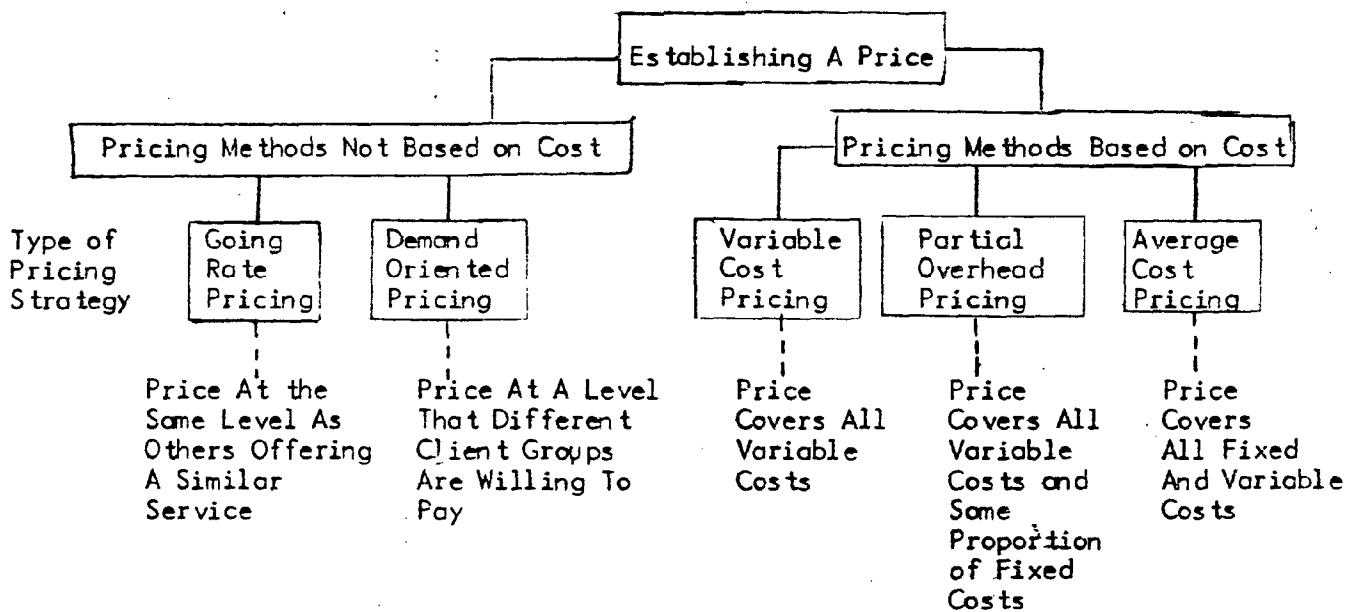 Establishing A Price
Pricing Methods Not Based on Cost
Pricing Methods Based on Cost
Type of
Pricing
Strategy
Going
Rate
Pricing
Demand
Oriented
Pricing
Variable
Cost
Pricing
Partial
Overhead
Pricing
Average
Cost
Pricing
Price At the
Same Level As
Others Offering
A Similar
Service
Price At A Level
That Different
Client Groups
Are Willing To
Pay
Price
Covers All
Variable
Costs
Price
Covers All
Variable
Costs and
Some
Proportion
of Fixed
Costs
Price
Covers
All Fixed
And Variable
Costs